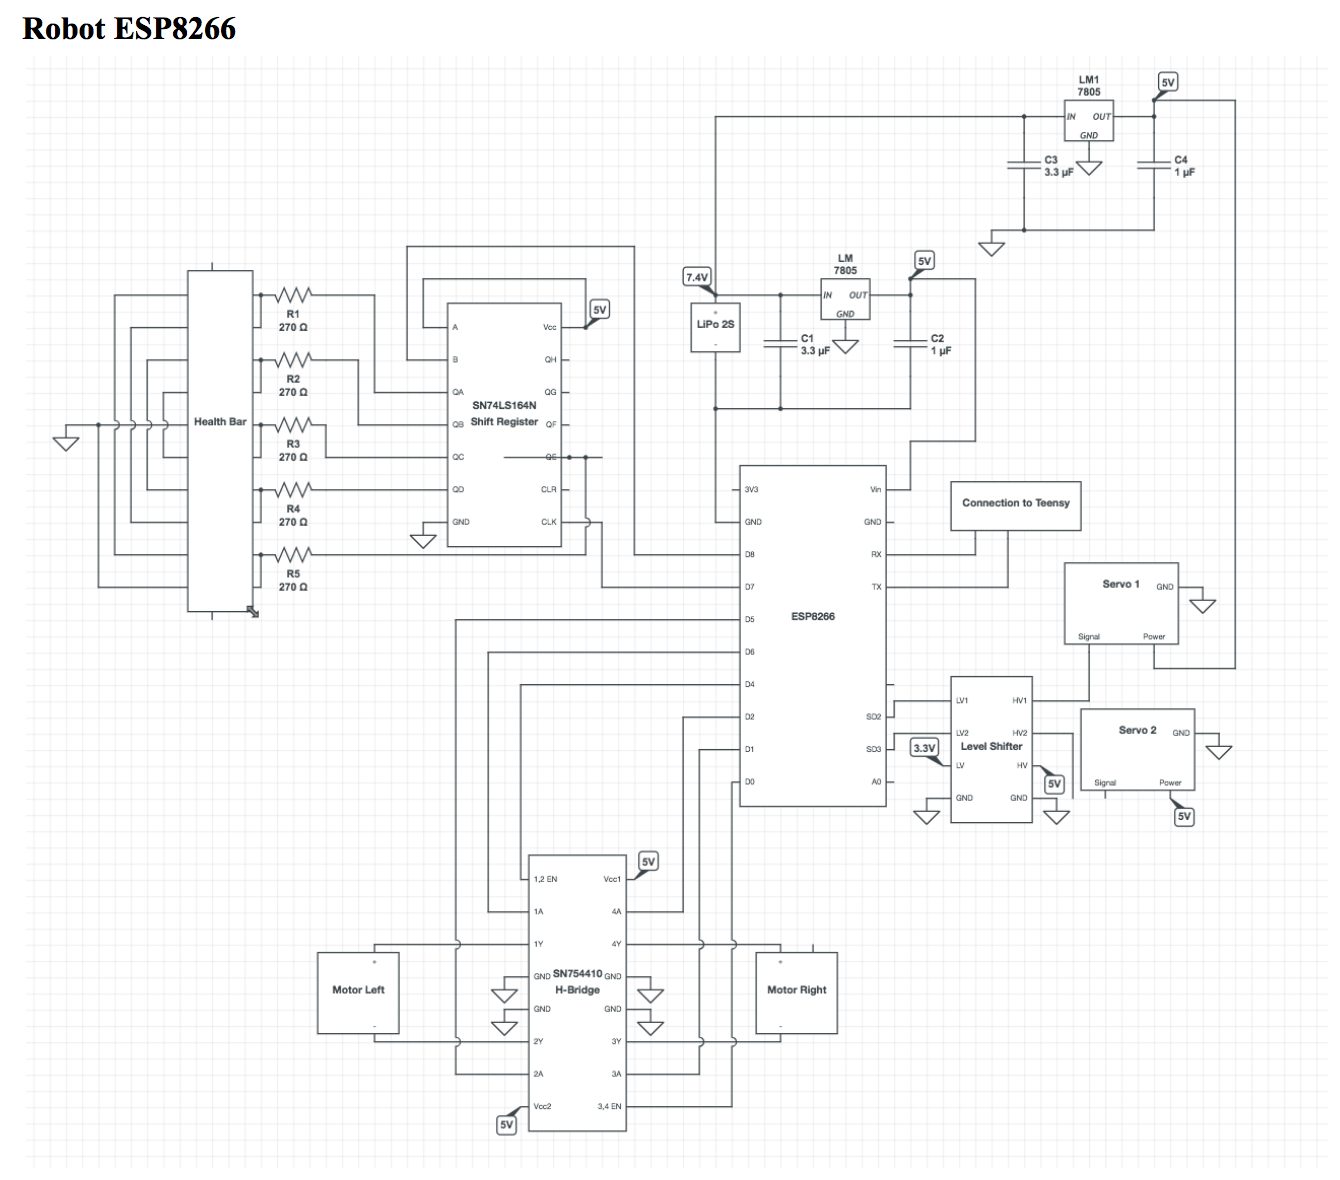 Robot ESP8266
LM1
7805
5V
IN OUT
GND
C3
3.3 µF
C4
1 µF
LM
7805
5V
7.4V
IN OUT
GND
LiPo 2S
+
-
C1
3.3 µF
C2
1 µF
Health Bar
R1
270 Ω
R2
270 Ω
R3
270 Ω
R4
270 Ω
R5
270 Ω
5V
A Vcc
B QH
QA QG
SN74LS164N
QB Shift Register QF
QC QE
QD CLR
GND CLK
3V3 Vin
GND GND
D8 RX
D7 TX
D5
ESP8266
D6
D4
D2 SD2
D1 SD3
D0 A0
Connection to Teensy
Servo 1 GND
Signal Power
LV1 HV1
LV2 HV2
Level Shifter
3.3V
LV HV
5V
GND GND
Servo 2 GND
Signal Power
5V
5V
1,2 EN Vcc1
1A 4A
1Y 4Y
GND SN754410 GND
H-Bridge
GND GND
2Y 3Y
2A 3A
Vcc2 3,4 EN
5V
+
Motor Left
-
+
Motor Right
-